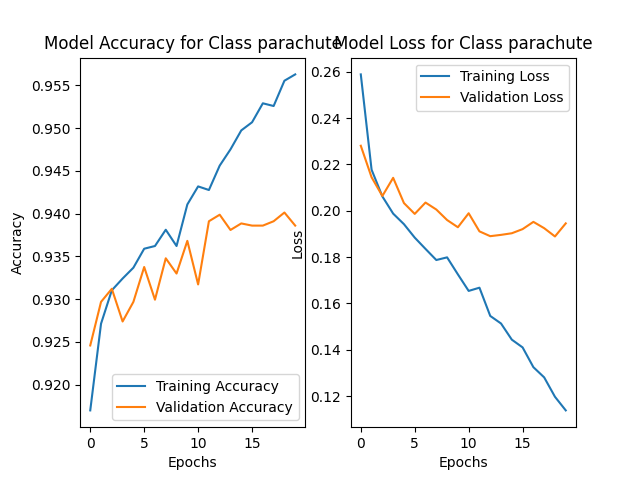 Model Accuracy for Class parachute
Accuracy
0.955
0.950
0.945
0.940
0.935
0.930
0.925
0.920
Training Accuracy
Validation Accuracy
0
5
10
15
Epochs
Model Loss for Class parachute
Loss
0.26
0.24
0.22
0.20
0.18
0.16
0.14
0.12
Training Loss
Validation Loss
0
5
10
15
Epochs